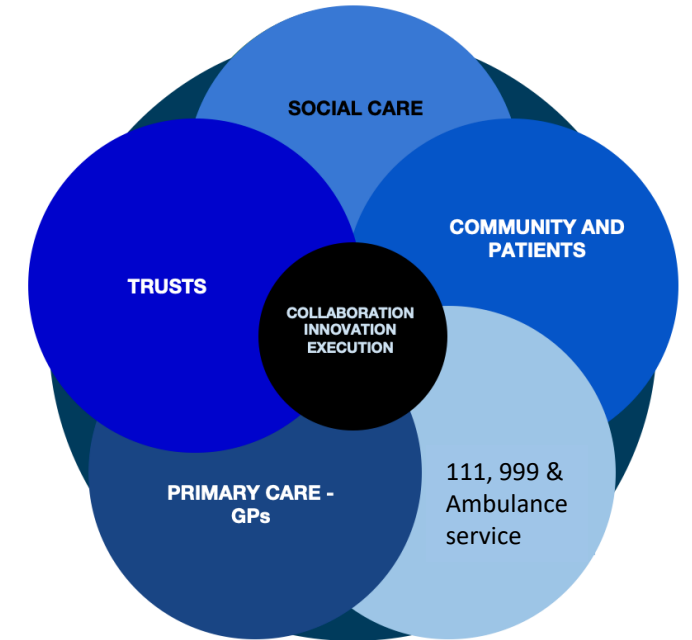 SOCIAL CARE
COMMUNITY AND
PATIENTS
TRUSTS
COLLABORATION
INNOVATION
EXECUTION
PRIMARY CARE -
GPs
111, 999 &
Ambulance
service